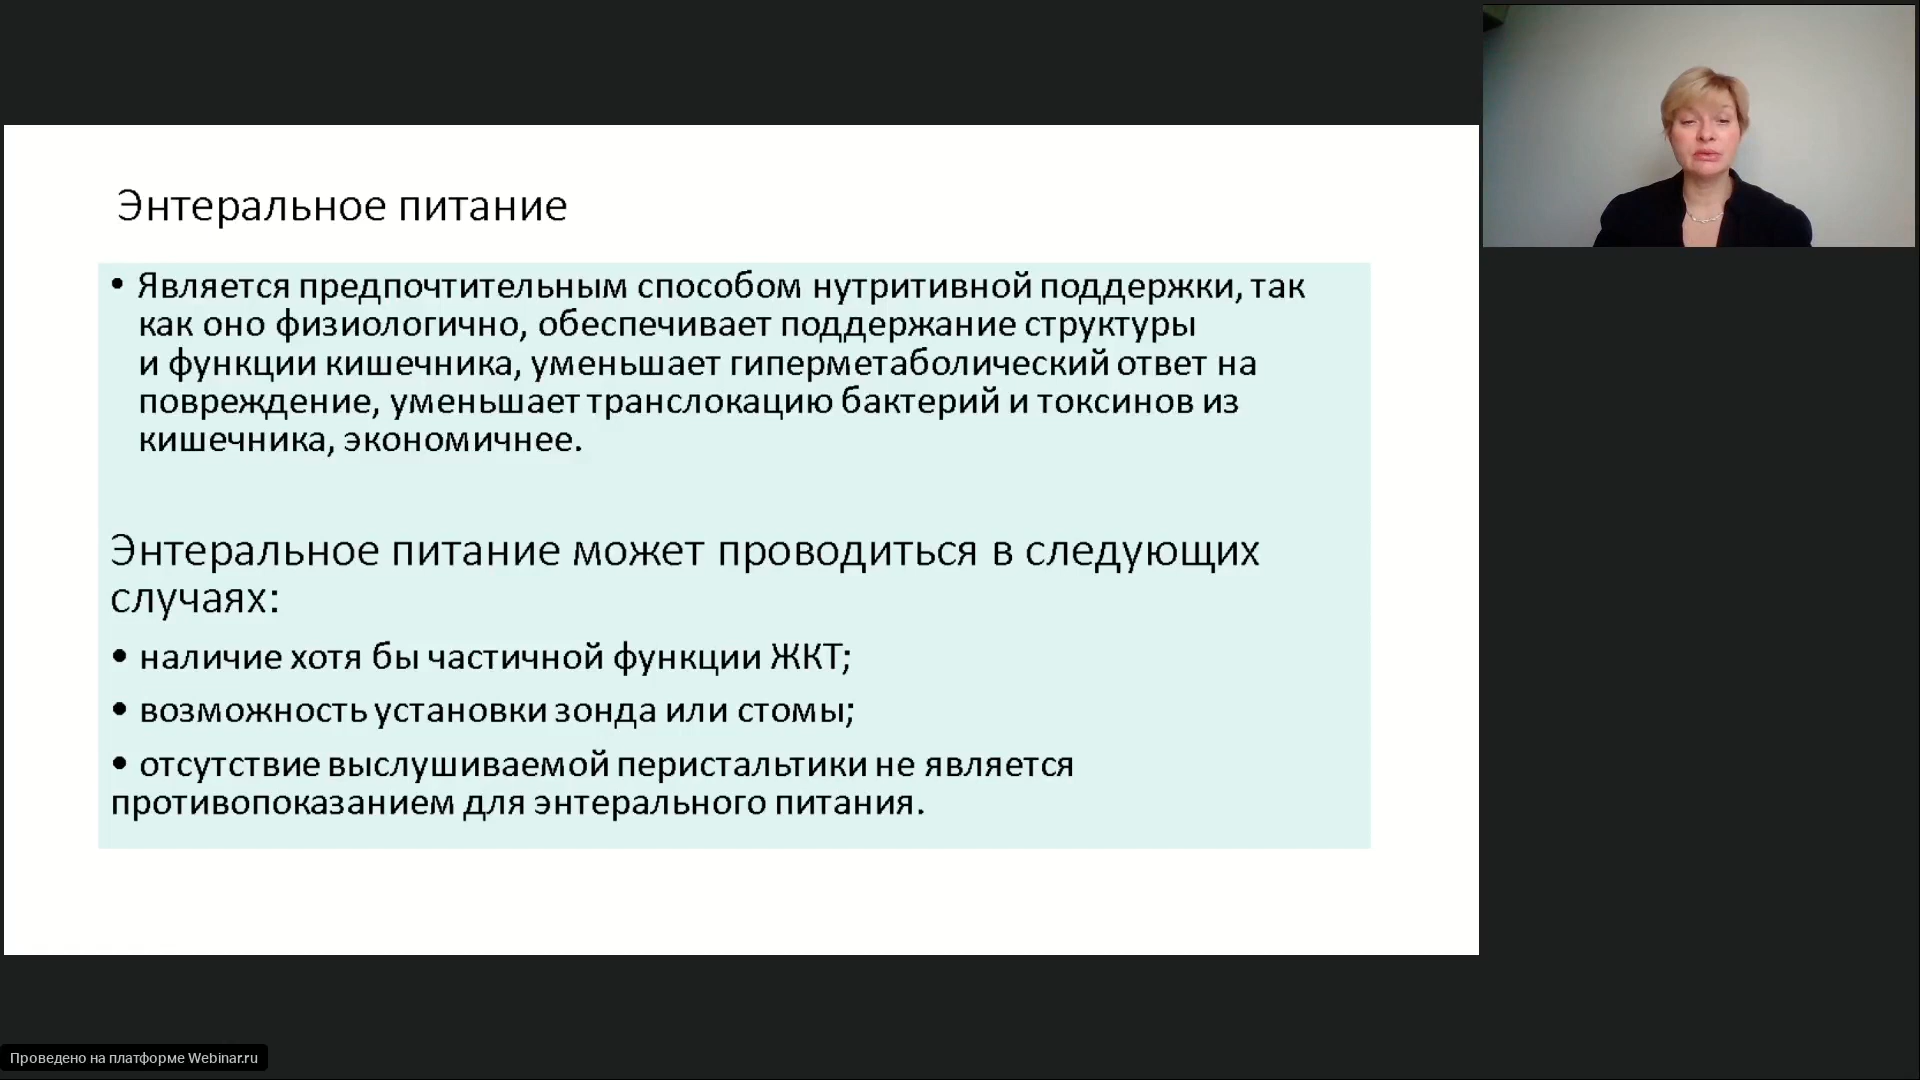 Энтеральное питание
• Является предпочтительным способом нутритивной поддержки, так
как оно физиологично, обеспечивает поддержание структуры
и функции кишечника, уменьшает гиперметаболический ответ на
повреждение, уменьшает транслокацию бактерий и токсинов из
кишечника, экономичнее.
Энтеральное питание может проводиться в следующих
случаях:
• наличие хотя бы частичной функции ЖКТ;
• возможность установки зонда или стомы;
• отсутствие выслушиваемой перистальтики не является
противопоказанием для энтерального питания.
Проведено на платформе Webinar.ru